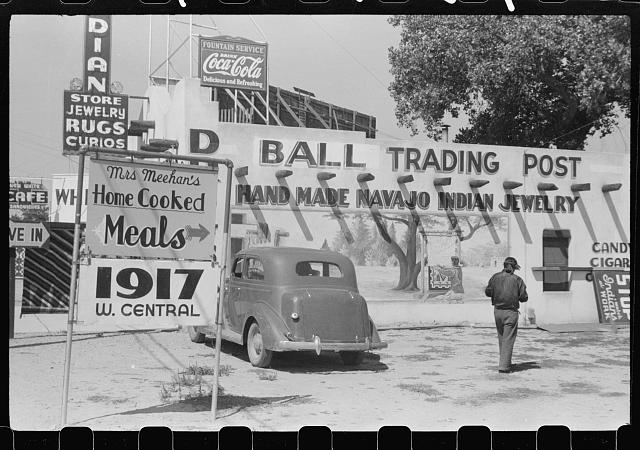 DIAN
STORE
JEWELRY
RUGS
CURIOS
FOUNTAIN SERVICE
DRINK
Coca-Cola
Delicious and Refreshing
D BALL TRADING POST
HAND MADE NAVAJO INDIAN JEWELRY
CAFE
WH
VE IN
Mrs Meehan's
Home Cooked
Meals
1917
W. CENTRAL
CANDY
CIGAR